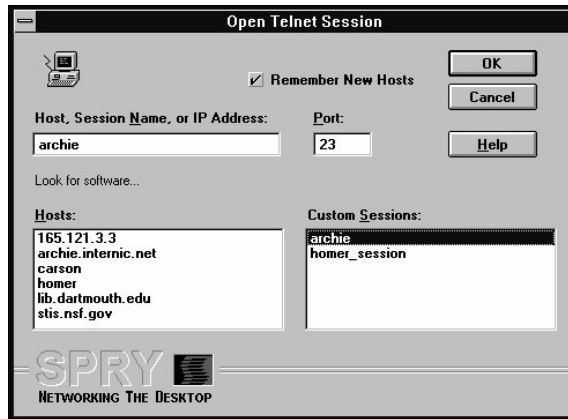 Open Telnet Session
Remember New Hosts
OK
Cancel
Help
Host, Session Name, or IP Address:
Port:
archie
23
Look for software...
Hosts:
165.121.3.3
archie.internic.net
carson
homer
lib.dartmouth.edu
stis.nsf.gov
Custom Sessions:
archie
homer_session
SPRY
NETWORKING THE DESKTOP